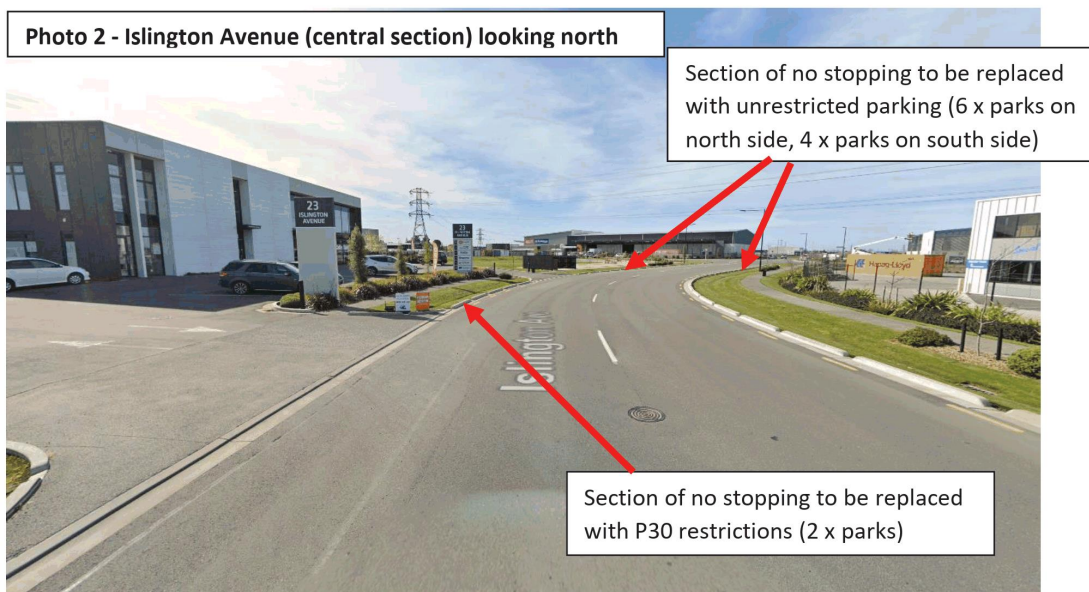 Photo 2 - Islington Avenue (central section) looking north
Section of no stopping to be replaced
with unrestricted parking (6 x parks on
north side, 4 x parks on south side)
23
ISLINGTON
AVENUE
23
Hapag-Lloyd
Islington Ave
Section of no stopping to be replaced
with P30 restrictions (2 x parks)